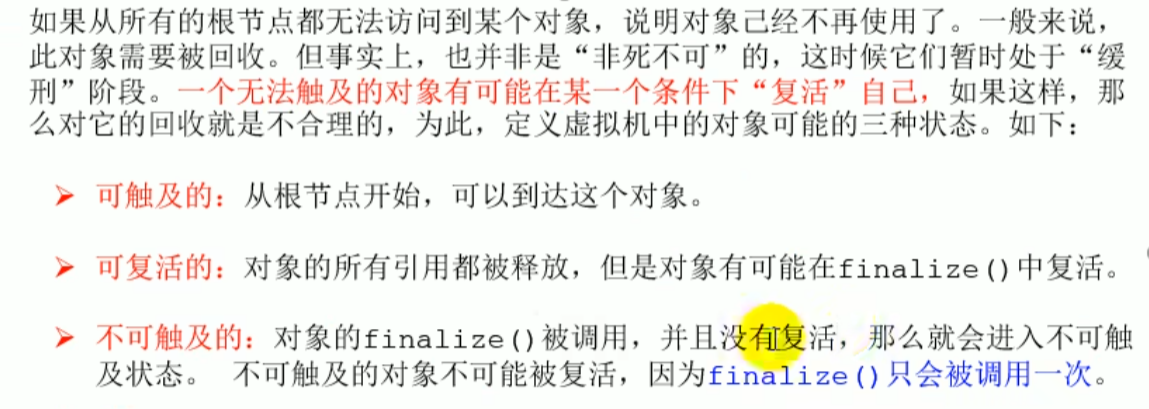 如果从所有的根节点都无法访问到某个对象，说明对象己经不再使用了。一般来说，
此对象需要被回收。但事实上，也并非是“非死不可”的，这时候它们暂时处于“缓
刑”阶段。一个无法触及的对象有可能在某一个条件下“复活”自己，如果这样，那
么对它的回收就是不合理的，为此，定义虚拟机中的对象可能的三种状态。如下：
➢ 可触及的：从根节点开始，可以到达这个对象。
➢ 可复活的：对象的所有引用都被释放，但是对象有可能在finalize()中复活。
➢ 不可触及的：对象的finalize()被调用，并且没有复活，那么就会进入不可触
及状态。 不可触及的对象不可能被复活，因为finalize()只会被调用一次。